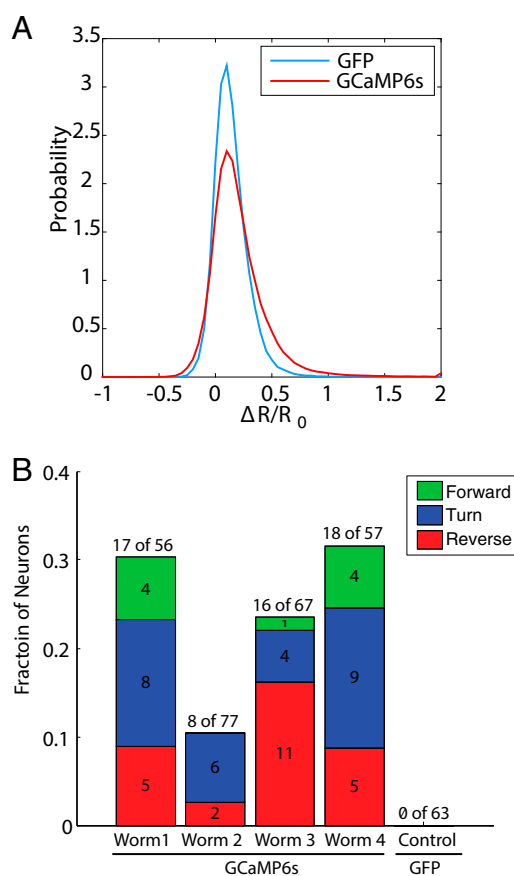 A
GFP
GCaMP6s
3.5
3
2.5
2
1.5
1
0.5
0
Probability
-1 -0.5 0 0.5 1 1.5 2
ΔR/R0
B
Forward
Turn
Reverse
0.4
0.3
0.2
0.1
0
Fractoin of Neurons
17 of 56
4
8
5
8 of 77
6
2
16 of 67
1
4
11
18 of 57
4
9
5
0 of 63
Worm1 Worm 2 Worm 3 Worm 4 Control
GCaMP6s GFP